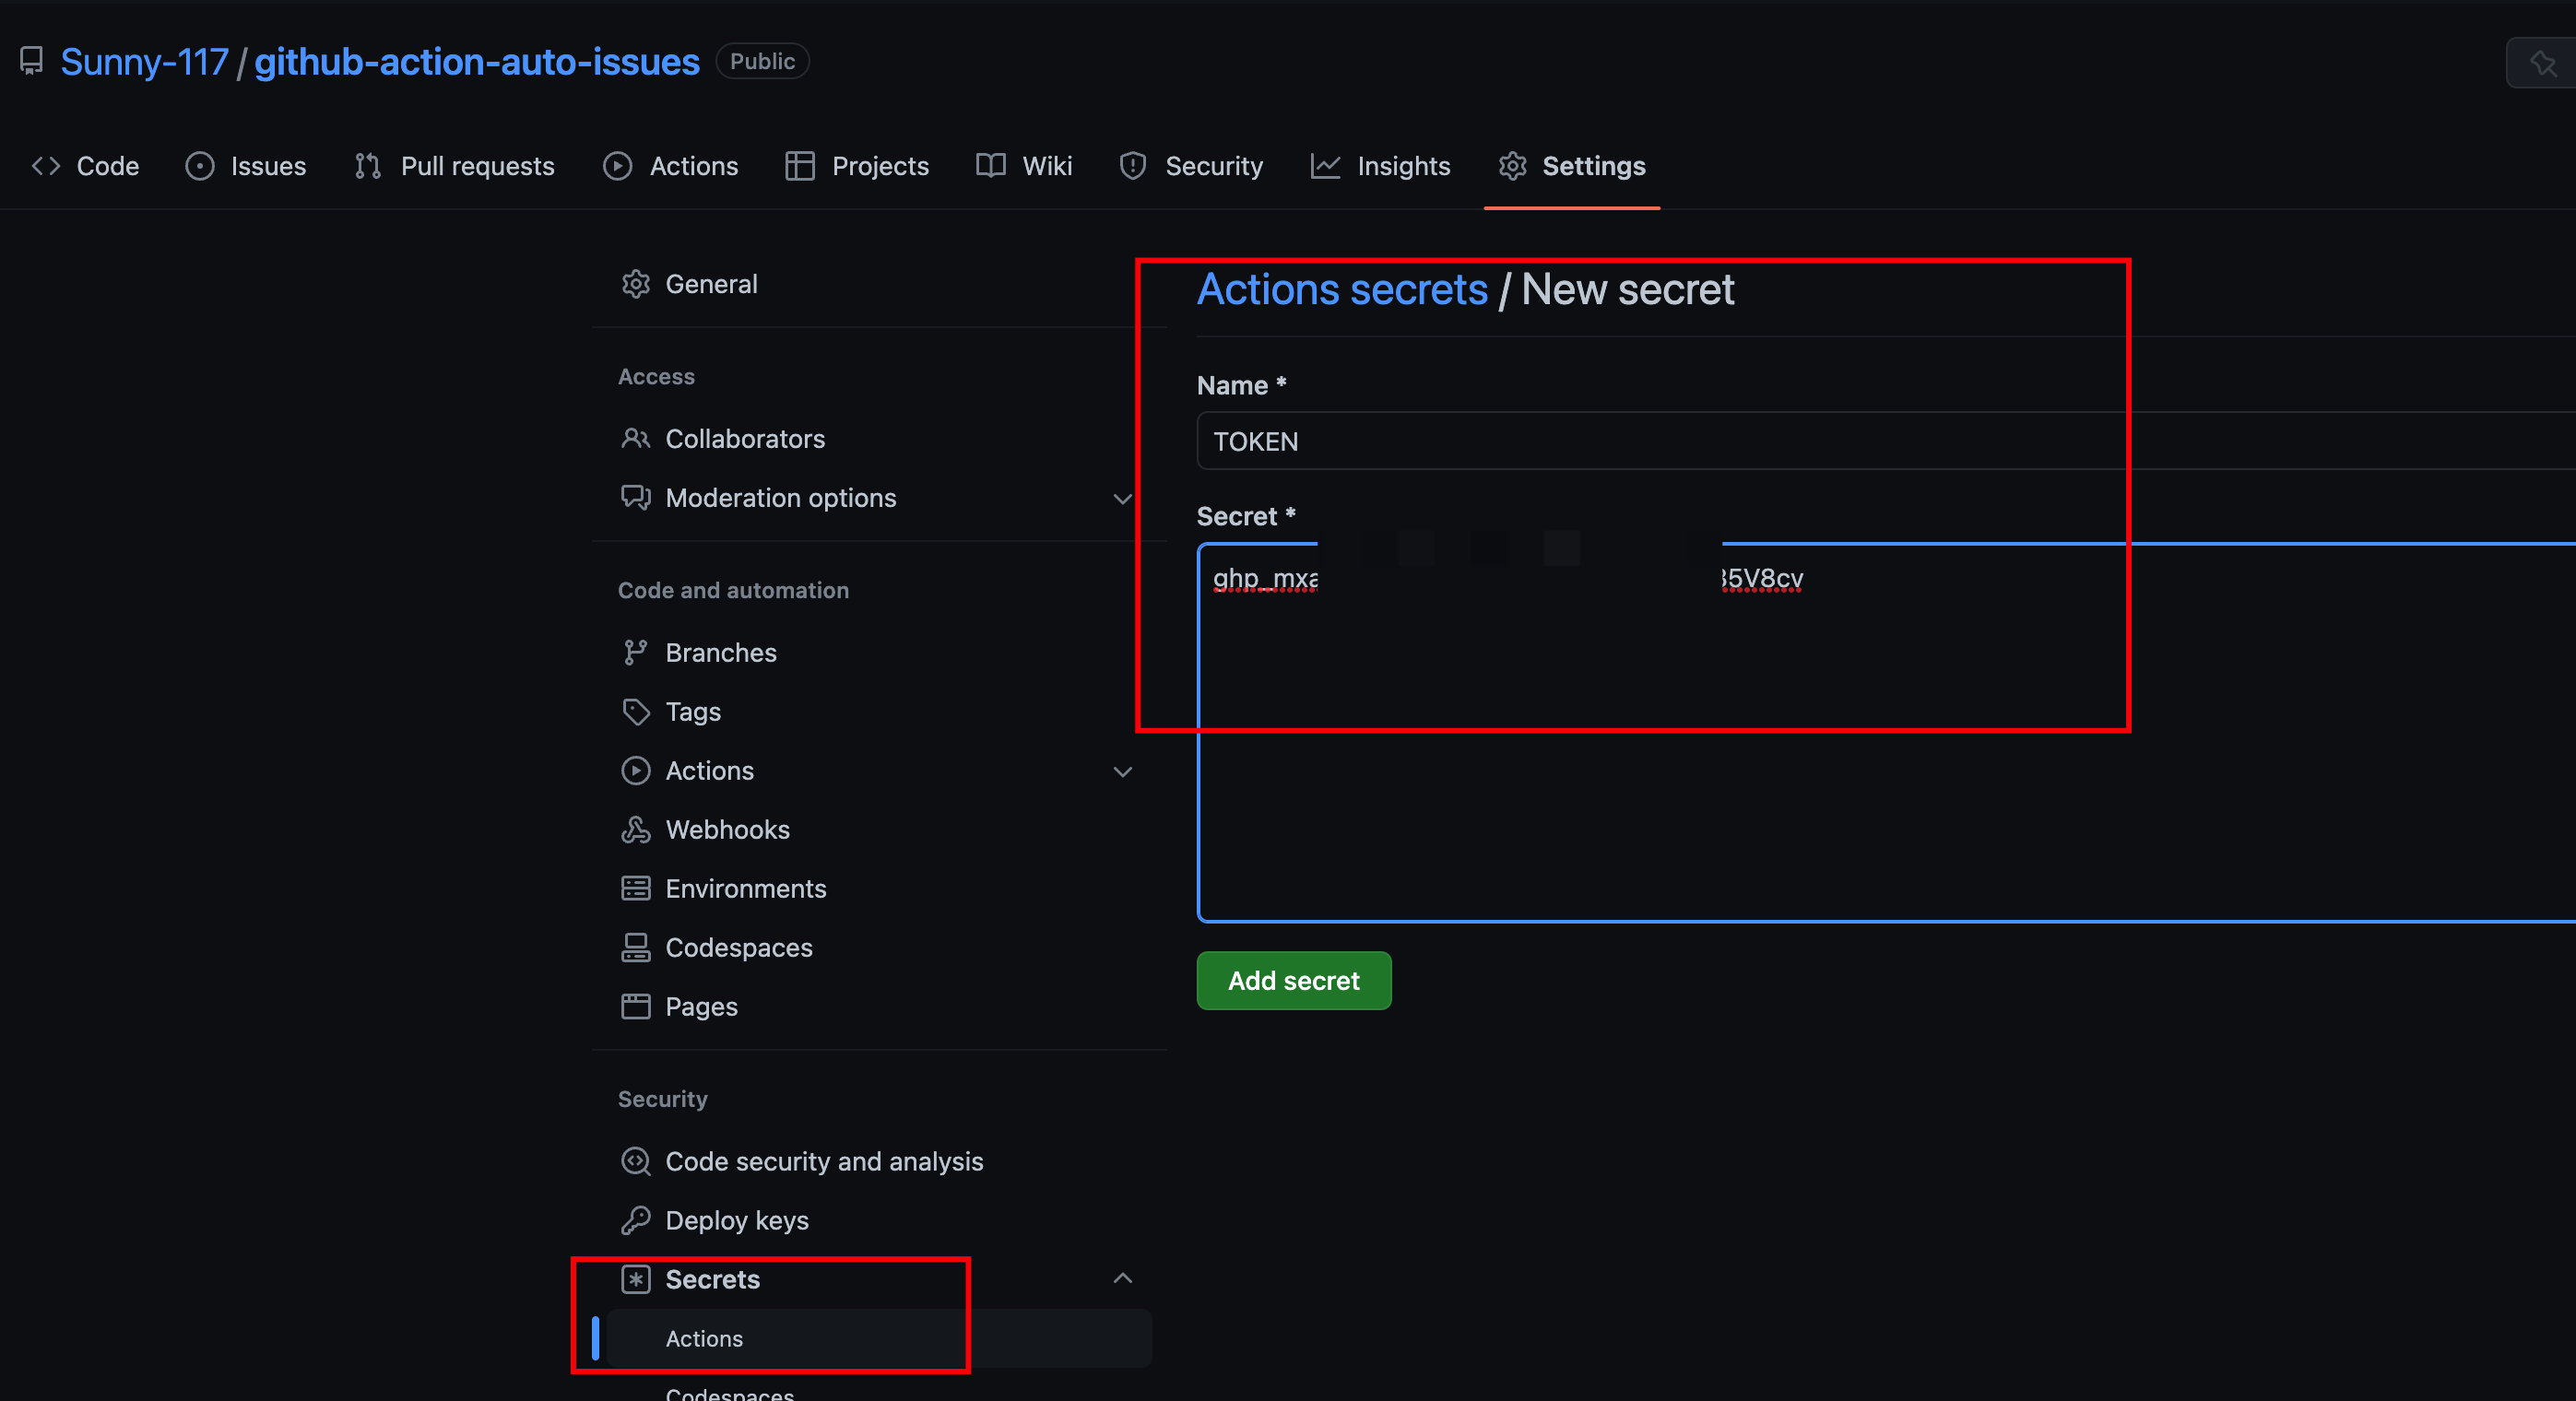 Sunny-117 / github-action-auto-issues Public
Code Issues Pull requests Actions Projects Wiki Security Insights Settings
General
Access
Collaborators
Moderation options
Code and automation
Branches
Tags
Actions
Webhooks
Environments
Codespaces
Pages
Security
Code security and analysis
Deploy keys
Secrets
Actions
Codespaces
Actions secrets / New secret
Name *
TOKEN
Secret *
ghp_mxa 35V8cv
Add secret